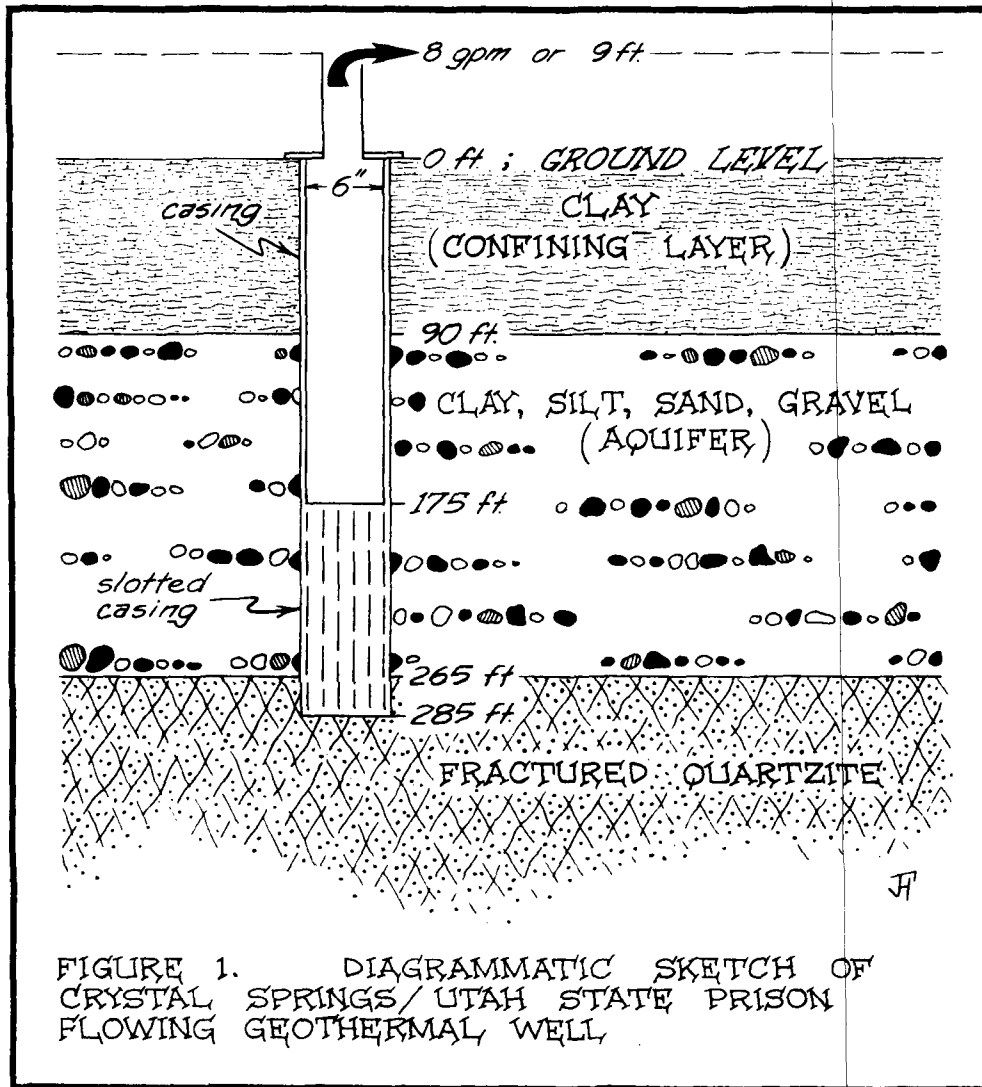 8 gpm or 9 ft.
0 ft ; GROUND LEVEL
6"
casing
CLAY
(CONFINING LAYER)
90 ft.
CLAY, SILT, SAND, GRAVEL
(AQUIFER)
175 ft.
slotted
casing
265 ft
285 ft.
FRACTURED QUARTZITE
JH
FIGURE 1. DIAGRAMMATIC SKETCH OF
CRYSTAL SPRINGS/UTAH STATE PRISON
FLOWING GEOTHERMAL WELL